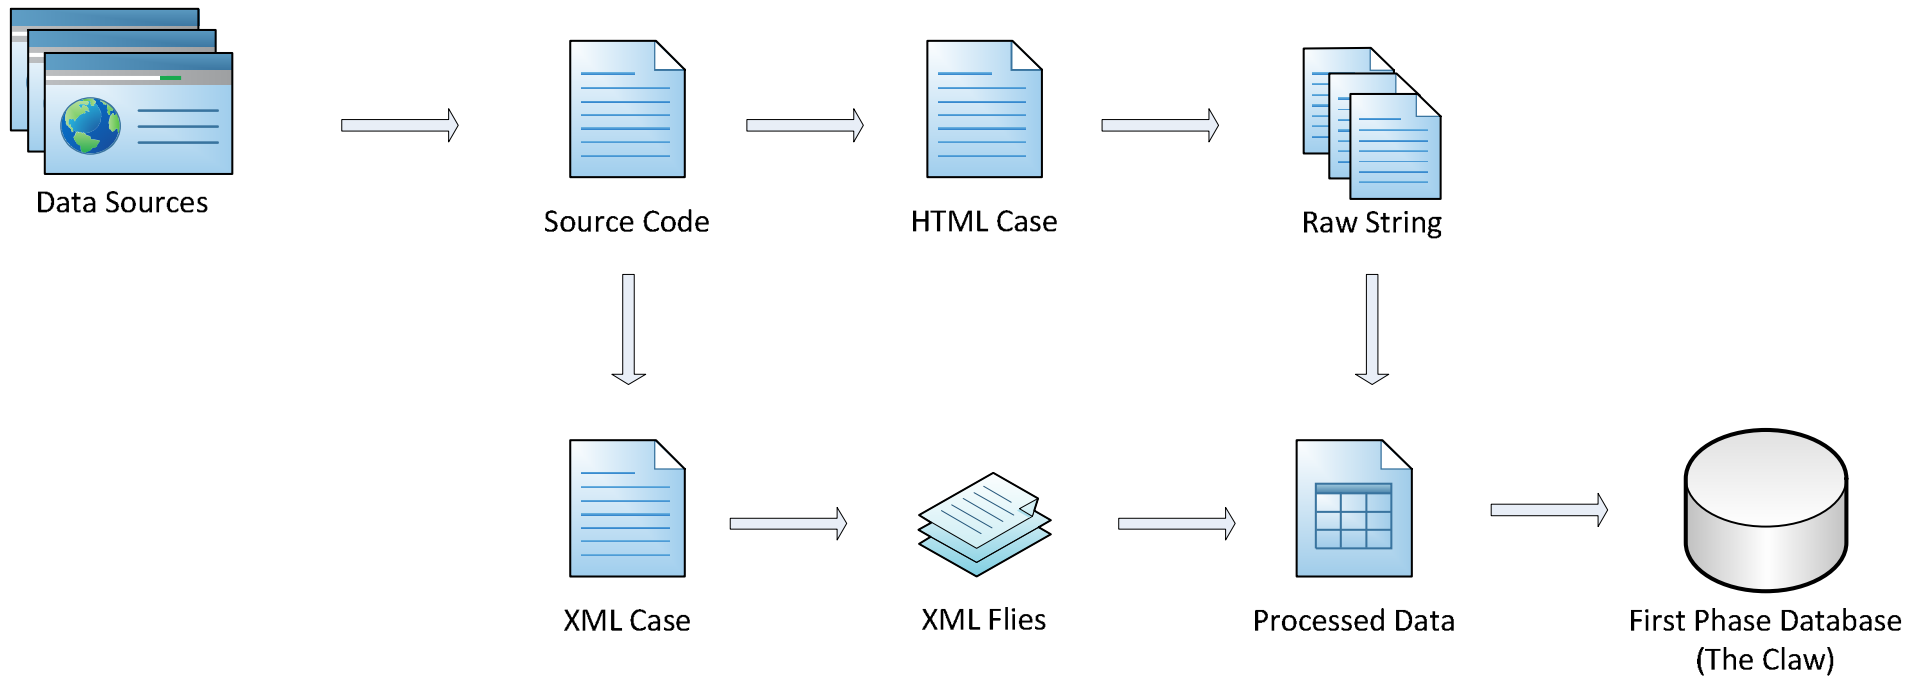 Data Sources
Source Code
HTML Case
Raw String
XML Case
XML Flies
Processed Data
First Phase Database
(The Claw)